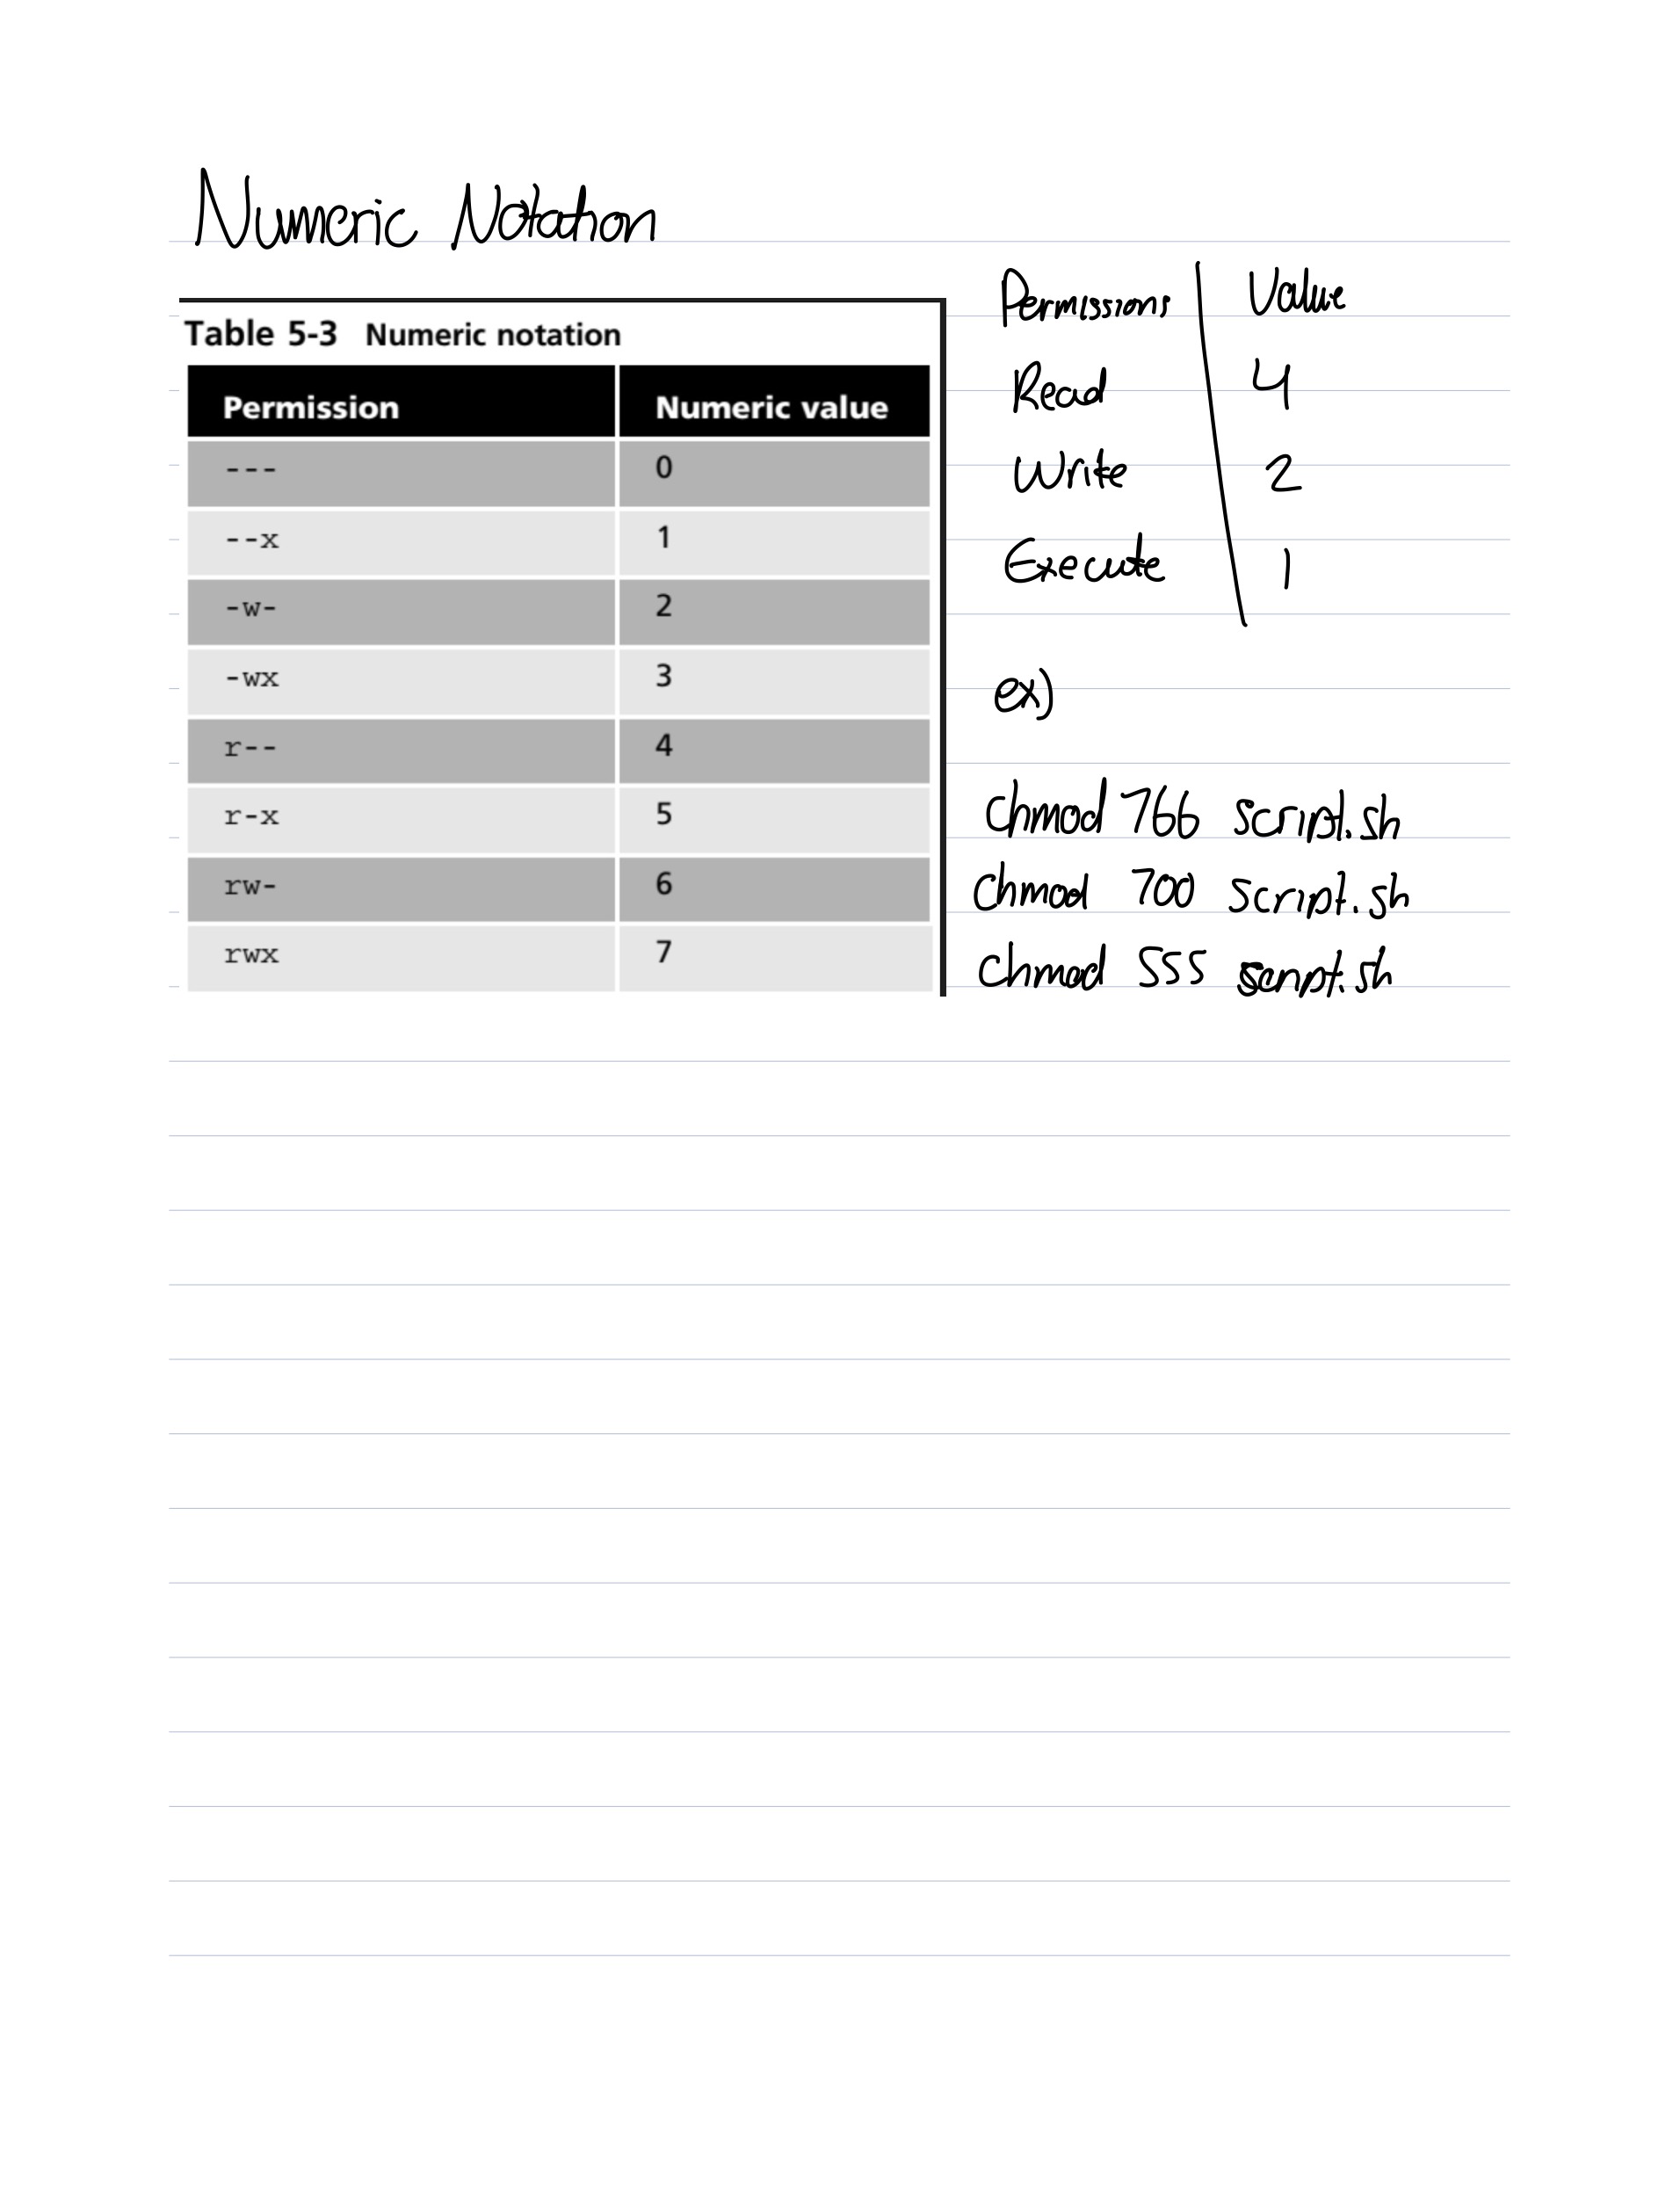 Numeric Notation
Table 5-3 Numeric notation
Permission Numeric value
--- 0
--x 1
-w- 2
-wx 3
r-- 4
r-x 5
rw- 6
rwx 7
Permissions Value
Read 4
Write 2
Execute 1
ex)
chmod 766 script.sh
chmod 700 script.sh
chmod 555 script.sh